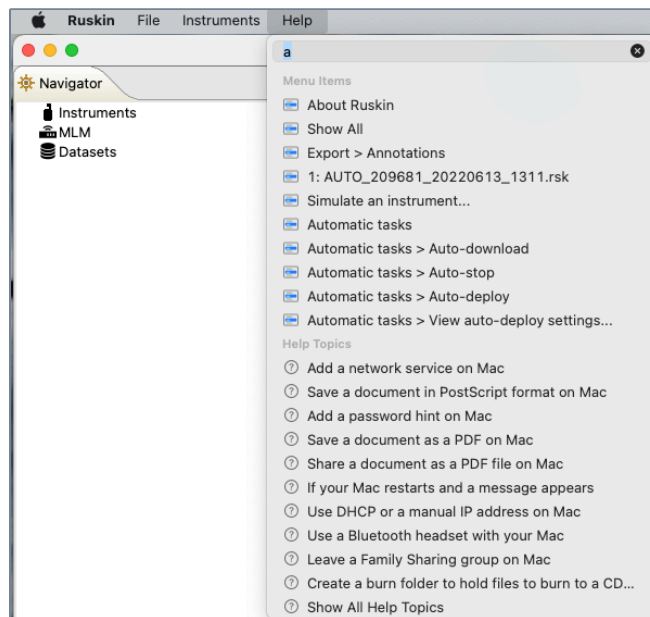 Ruskin File Instruments Help
a
Navigator
Instruments
MLM
Datasets
Menu Items
About Ruskin
Show All
Export > Annotations
1: AUTO_209681_20220613_1311.rsk
Simulate an instrument...
Automatic tasks
Automatic tasks > Auto-download
Automatic tasks > Auto-stop
Automatic tasks > Auto-deploy
Automatic tasks > View auto-deploy settings...
Help Topics
Add a network service on Mac
Save a document in PostScript format on Mac
Add a password hint on Mac
Save a document as a PDF on Mac
Share a document as a PDF file on Mac
If your Mac restarts and a message appears
Use DHCP or a manual IP address on Mac
Use a Bluetooth headset with your Mac
Leave a Family Sharing group on Mac
Create a burn folder to hold files to burn to a CD...
Show All Help Topics